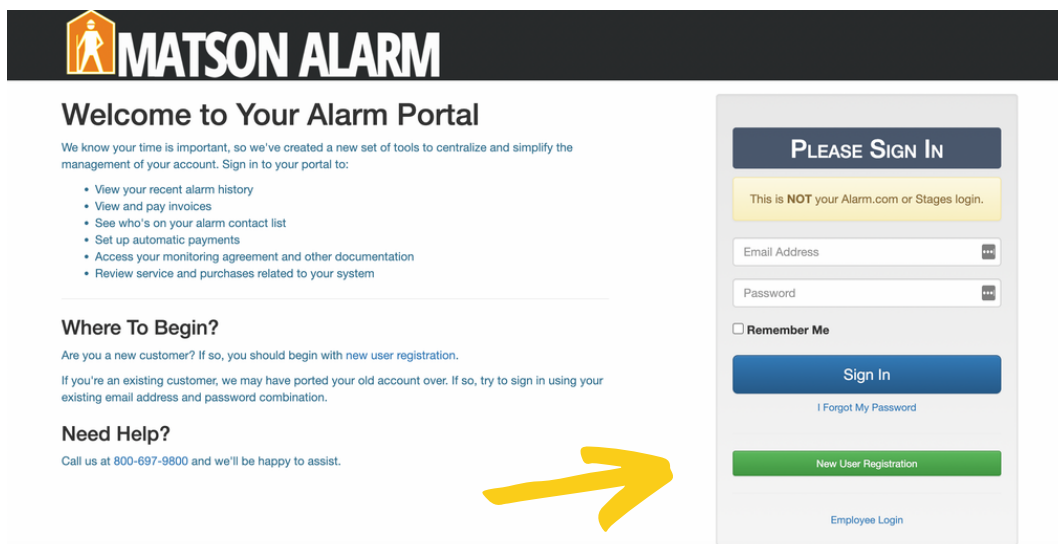 MATSON ALARM
Welcome to Your Alarm Portal
We know your time is important, so we've created a new set of tools to centralize and simplify the
management of your account. Sign in to your portal to:
• View your recent alarm history
• View and pay invoices
• See who's on your alarm contact list
• Set up automatic payments
• Access your monitoring agreement and other documentation
• Review service and purchases related to your system
Where To Begin?
Are you a new customer? If so, you should begin with new user registration.
If you're an existing customer, we may have ported your old account over. If so, try to sign in using your
existing email address and password combination.
Need Help?
Call us at 800-697-9800 and we'll be happy to assist.
PLEASE SIGN IN
This is NOT your Alarm.com or Stages login.
Email Address
Password
Remember Me
Sign In
I Forgot My Password
New User Registration
Employee Login